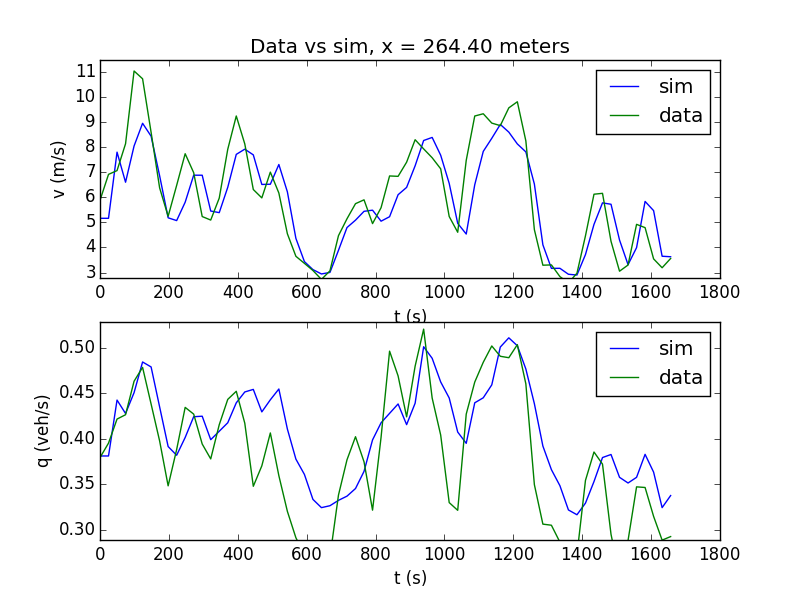 Data vs sim, x = 264.40 meters
v (m/s)
11
10
9
8
7
6
5
4
3
sim
data
0 200 400 600 800 1000 1200 1400 1600 1800
t (s)
q (veh/s)
0.50
0.45
0.40
0.35
0.30
sim
data
0 200 400 600 800 1000 1200 1400 1600 1800
t (s)